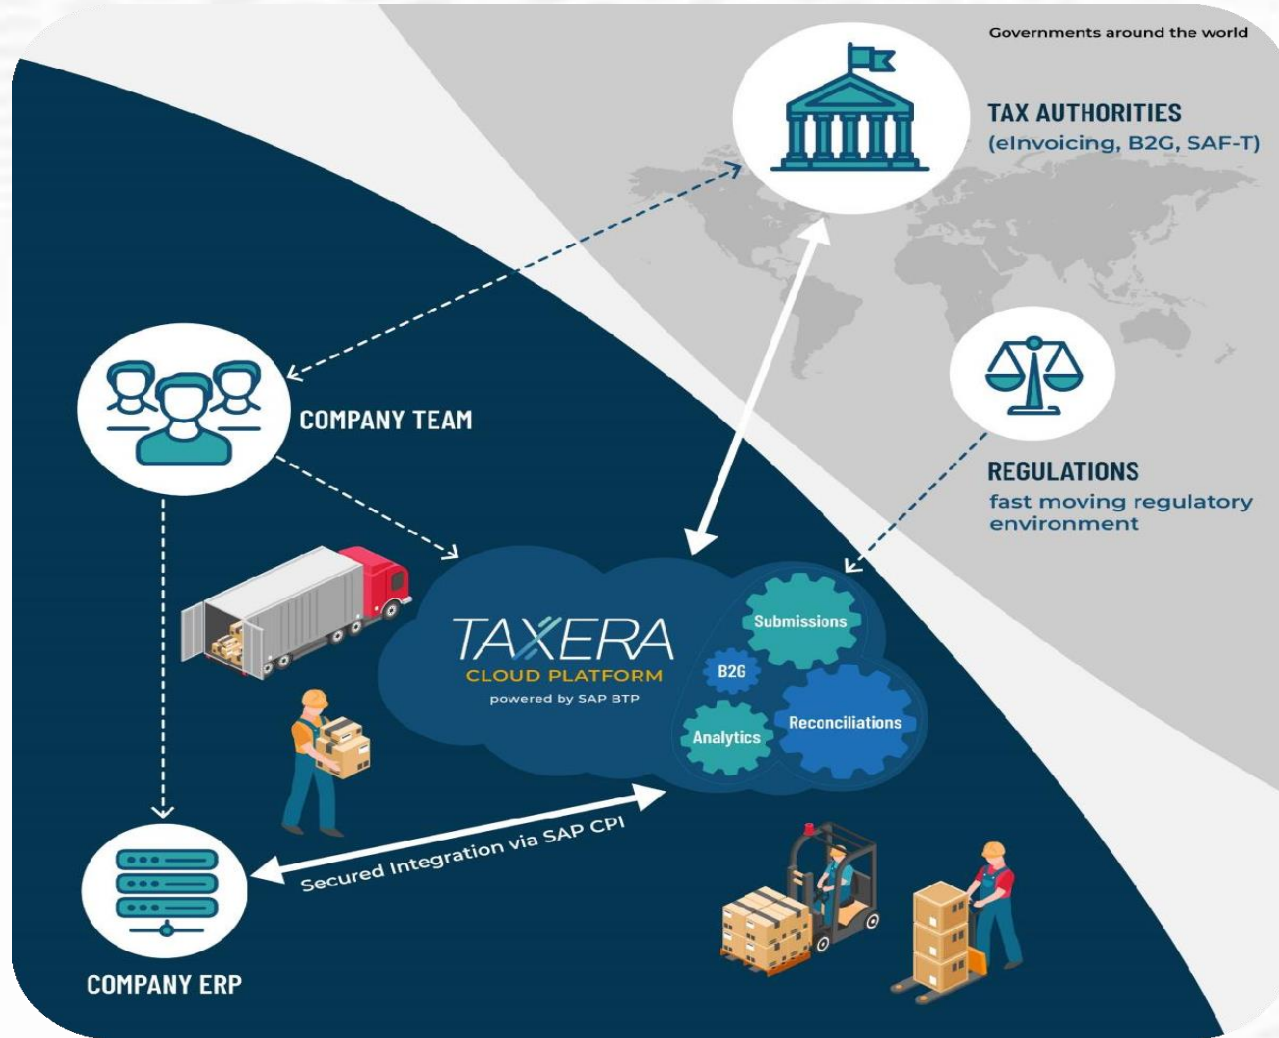 Governments around the world
TAX AUTHORITIES
(eInvoicing, B2G, SAF-T)
COMPANY TEAM
REGULATIONS
fast moving regulatory
environment
TAXERA
CLOUD PLATFORM
powered by SAP BTP
Submissions
B2G
Analytics
Reconciliations
Secured Integration via SAP CPI
COMPANY ERP